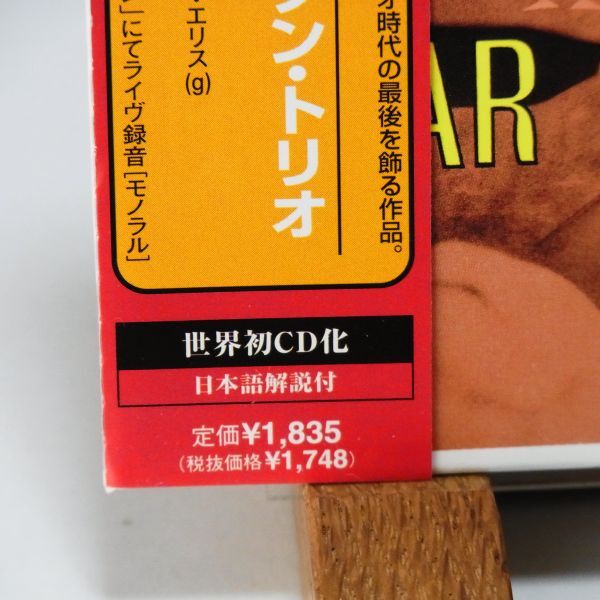 オ時代の最後を飾る作品。
ン・トリオ
エリス(g)
」にてライヴ録音[モノラル]
AR
世界初CD化
日本語解説付
定価¥1,835
(税抜価格¥1,748)